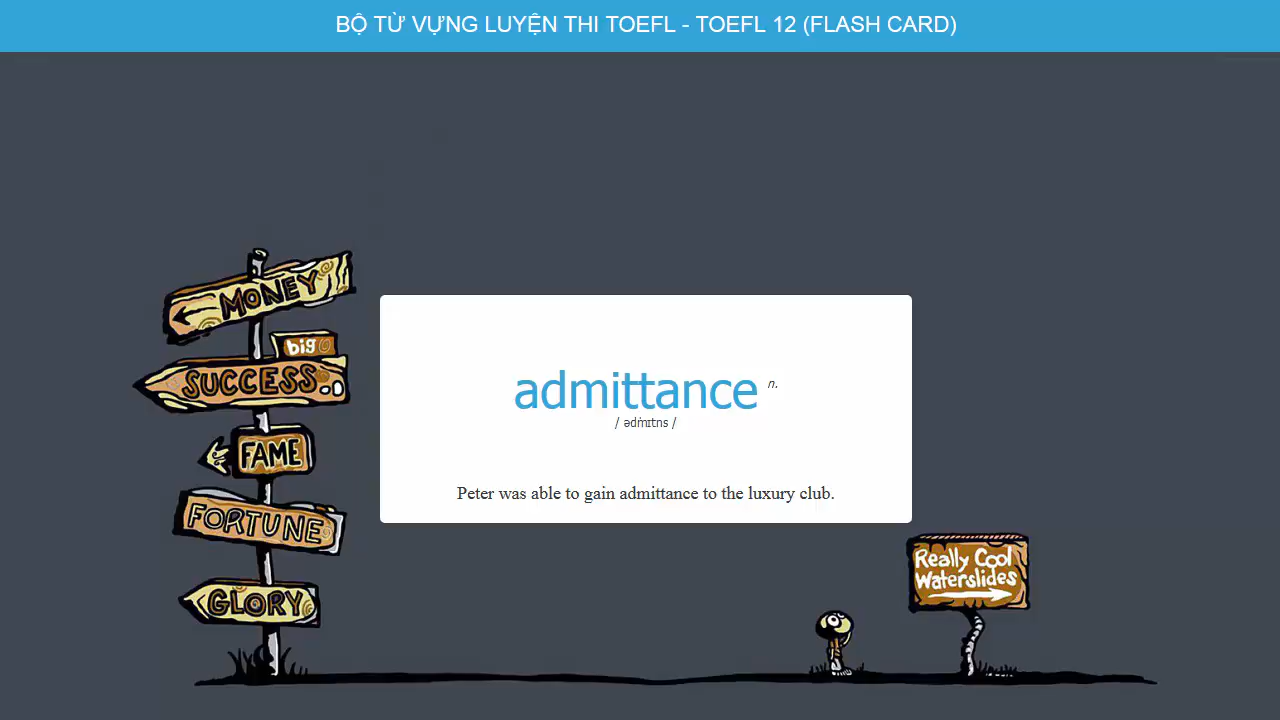 BỘ TỪ VỰNG LUYỆN THI TOEFL - TOEFL 12 (FLASH CARD)
MONEY
big
SUCCESS
FAME
FORTUNE
GLORY
admittance n.
/ ədˈmɪtns /
Peter was able to gain admittance to the luxury club.
Really Cool
Waterslides